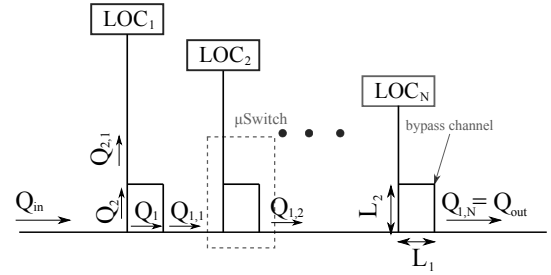 LOC1
LOC2
LOCN
μSwitch
bypass channel
Q2,1
Qin
Q2
Q1
Q1,1
Q1,2
L2
Q1,N = Qout
L1